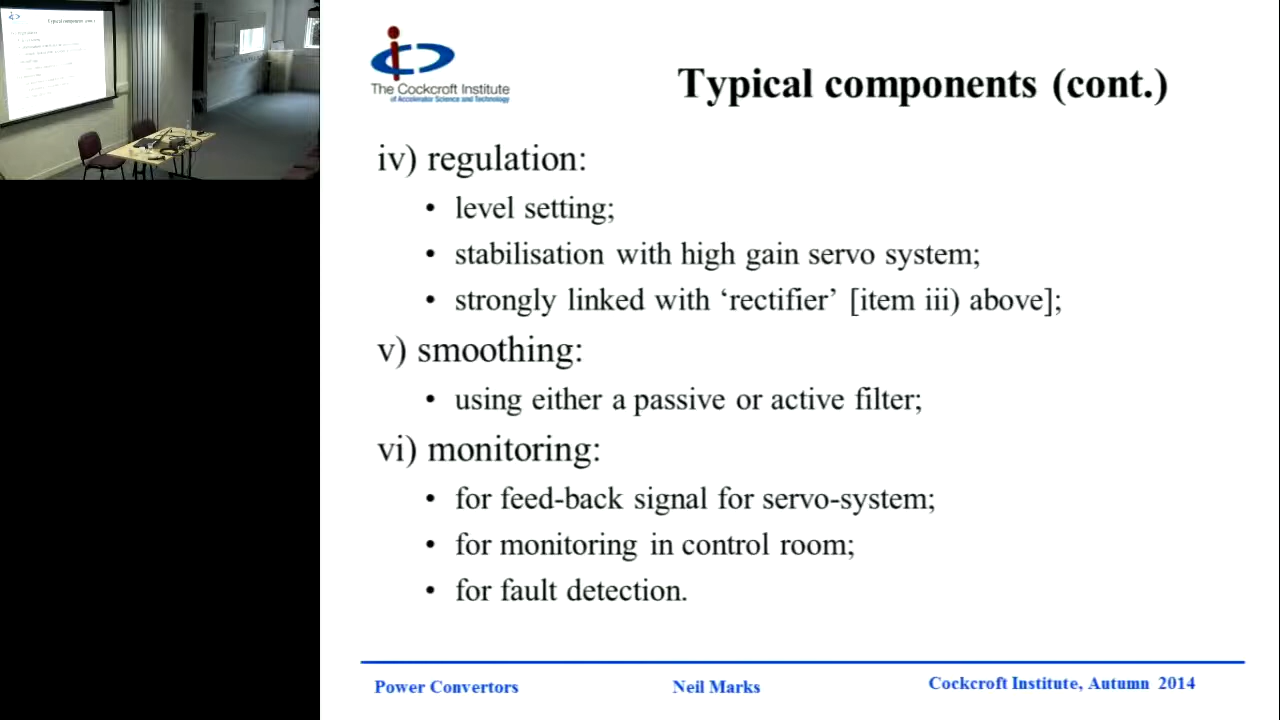 Typical components (cont.)
The Cockcroft Institute
of Accelerator Science and Technology
Typical components (cont.)
iv) regulation:
• level setting;
• stabilisation with high gain servo system;
• strongly linked with ‘rectifier’ [item iii) above];
v) smoothing:
• using either a passive or active filter;
vi) monitoring:
• for feed-back signal for servo-system;
• for monitoring in control room;
• for fault detection.
Power Convertors
Neil Marks
Cockcroft Institute, Autumn 2014